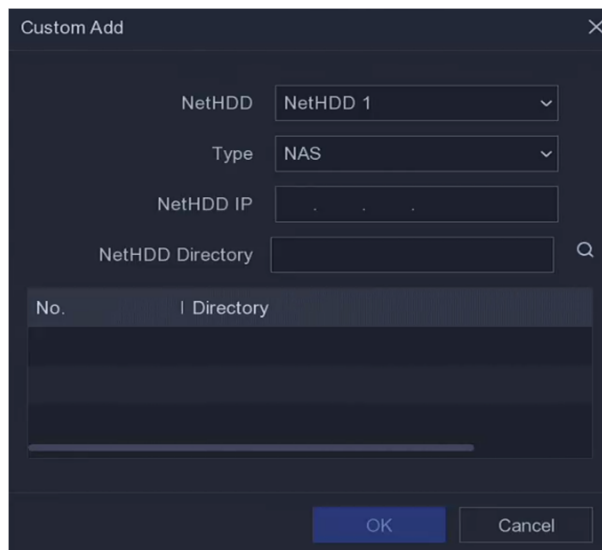 Custom Add
NetHDD NetHDD 1
Type NAS
NetHDD IP . . .
NetHDD Directory
No. Directory
OK Cancel